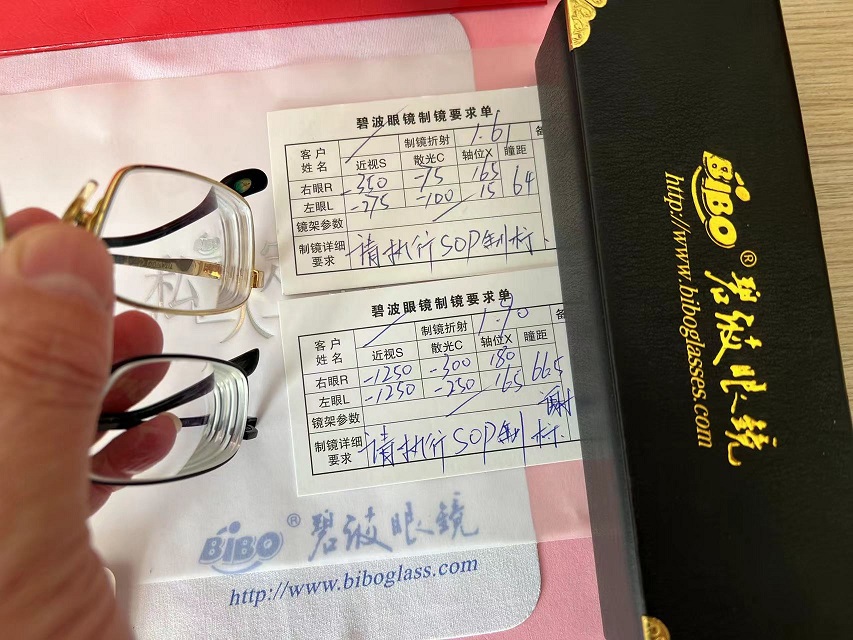 碧波眼镜制镜要求单
客户姓名 制镜折射 1.61
近视S 散光C 轴位X 瞳距
右眼R -350 -75 165 64
左眼L -275 -100 15
镜架参数
制镜详细要求 请执行SOP制标.
碧波眼镜制镜要求单
客户姓名 制镜折射 1.90
近视S 散光C 轴位X 瞳距
右眼R -1250 -300 180 66.5
左眼L -1250 -250 165
镜架参数 谢
制镜详细要求 请执行SOP制标.
BiBO® 碧波眼鏡
http://www.biboglass.com
BiBO® 碧波眼鏡
http://www.biboglasses.com